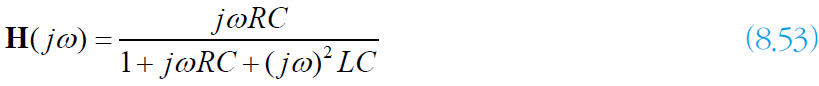 H(jω) = jωRC / (1 + jωRC + (jω)² LC) (8.53)